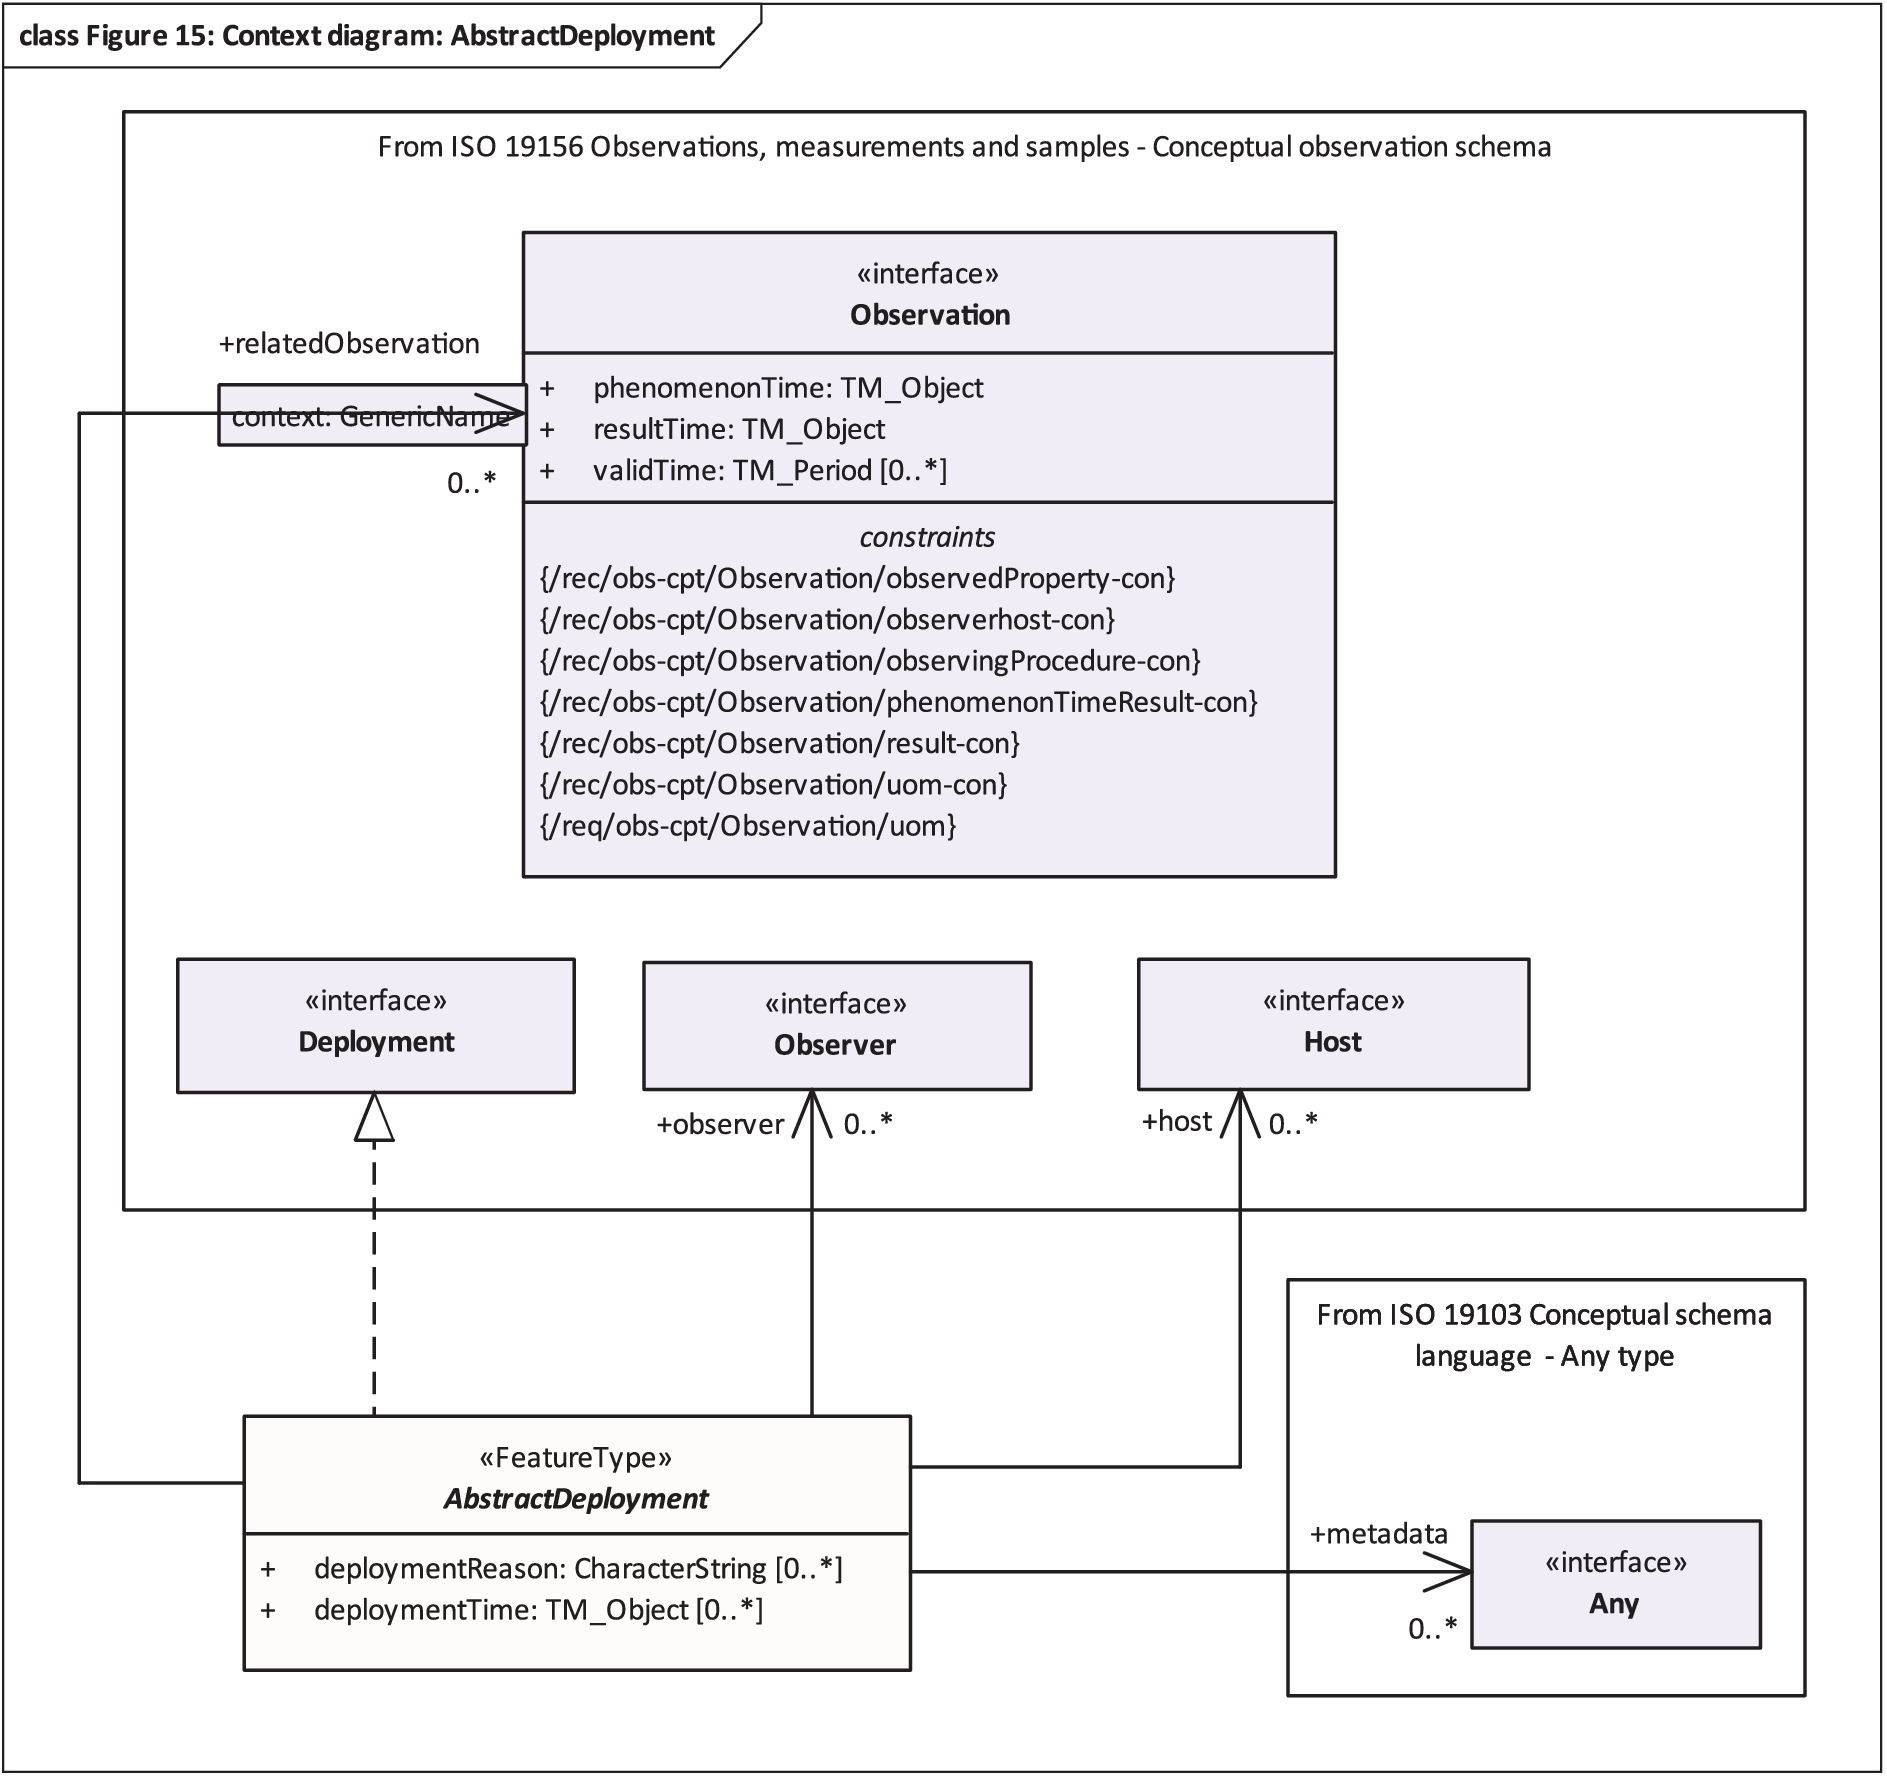 class Figure 15: Context diagram: AbstractDeployment
From ISO 19156 Observations, measurements and samples - Conceptual observation schema
«interface»
Observation
+ phenomenonTime: TM_Object
+ resultTime: TM_Object
+ validTime: TM_Period [0..*]
constraints
{/rec/obs-cpt/Observation/observedProperty-con}
{/rec/obs-cpt/Observation/observerhost-con}
{/rec/obs-cpt/Observation/observingProcedure-con}
{/rec/obs-cpt/Observation/phenomenonTimeResult-con}
{/rec/obs-cpt/Observation/result-con}
{/rec/obs-cpt/Observation/uom-con}
{/req/obs-cpt/Observation/uom}
+relatedObservation
context: GenericName
0..*
«interface»
Deployment
«interface»
Observer
«interface»
Host
+observer 0..*
+host 0..*
From ISO 19103 Conceptual schema
language - Any type
«FeatureType»
AbstractDeployment
+ deploymentReason: CharacterString [0..*]
+ deploymentTime: TM_Object [0..*]
+metadata
0..*
«interface»
Any